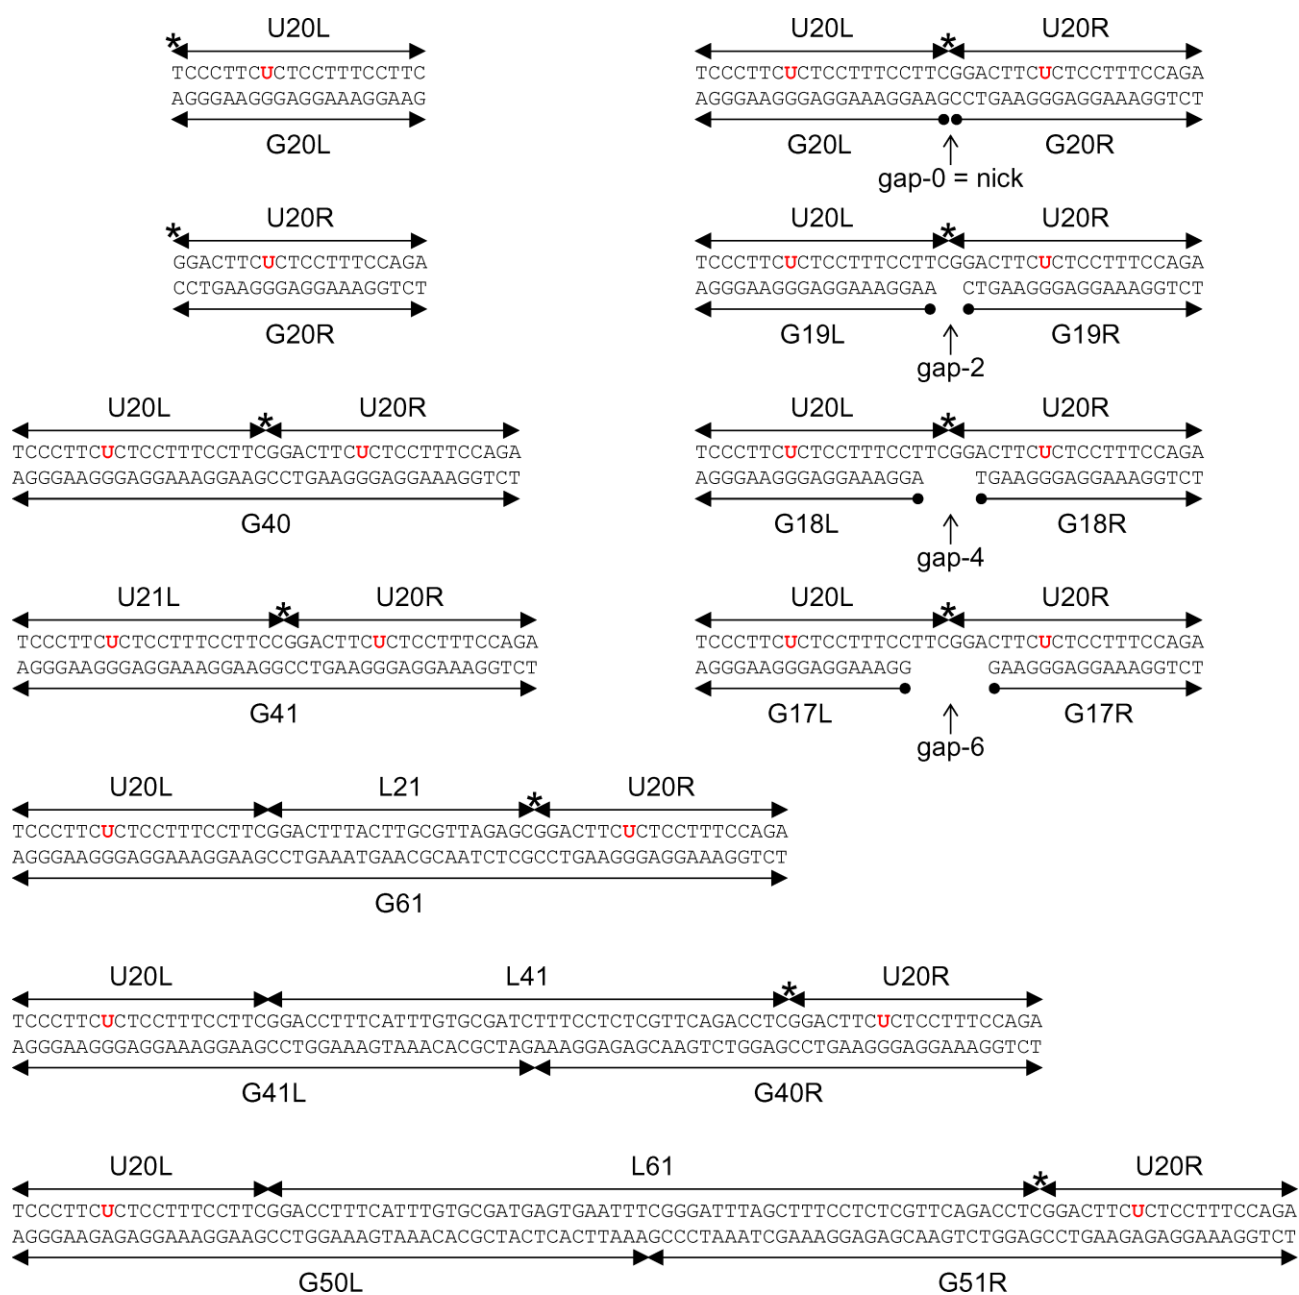 U20L
*
TCCCTTCUCTCCTTTCCTTC
AGGGAAGGGAGGAAAGGAAG
G20L
U20L * U20R
TCCCTTCUCTCCTTTCCTTCGGACTTCUCTCCTTTCCAGA
AGGGAAGGGAGGAAAGGAAGCCTGAAGGGAGGAAAGGTCT
G20L G20R
gap-0 = nick
U20R
*
GGACTTCUCTCCTTTCCAGA
CCTGAAGGGAGGAAAGGTCT
G20R
U20L * U20R
TCCCTTCUCTCCTTTCCTTCGGACTTCUCTCCTTTCCAGA
AGGGAAGGGAGGAAAGGAA CTGAAGGGAGGAAAGGTCT
G19L G19R
gap-2
U20L * U20R
TCCCTTCUCTCCTTTCCTTCGGACTTCUCTCCTTTCCAGA
AGGGAAGGGAGGAAAGGAAGCCTGAAGGGAGGAAAGGTCT
G40
U20L * U20R
TCCCTTCUCTCCTTTCCTTCGGACTTCUCTCCTTTCCAGA
AGGGAAGGGAGGAAAGGA TGAAGGGAGGAAAGGTCT
G18L G18R
gap-4
U21L * U20R
TCCCTTCUCTCCTTTCCTTCCGGACTTCUCTCCTTTCCAGA
AGGGAAGGGAGGAAAGGAAGGCCTGAAGGGAGGAAAGGTCT
G41
U20L * U20R
TCCCTTCUCTCCTTTCCTTCGGACTTCUCTCCTTTCCAGA
AGGGAAGGGAGGAAAGG GAAGGGAGGAAAGGTCT
G17L G17R
gap-6
U20L L21 * U20R
TCCCTTCUCTCCTTTCCTTCGGACTTTACTTGCGTTAGAGCGGACTTCUCTCCTTTCCAGA
AGGGAAGGGAGGAAAGGAAGCCTGAAATGAACGCAATCTCGCCTGAAGGGAGGAAAGGTCT
G61
U20L L41 * U20R
TCCCTTCUCTCCTTTCCTTCGGACCTTTCATTTGTGCGATCTTTCCTCTCGTTCAGACCTCGGACTTCUCTCCTTTCCAGA
AGGGAAGGGAGGAAAGGAAGCCTGGAAAGTAAACACGCTAGAAAGGAGAGCAAGTCTGGAGCCTGAAGGGAGGAAAGGTCT
G41L G40R
U20L L61 * U20R
TCCCTTCUCTCCTTTCCTTCGGACCTTTCATTTGTGCGATGAGTGAATTTCGGGATTTAGCTTTCCTCTCGTTCAGACCTCGGACTTCUCTCCTTTCCAGA
AGGGAAGAGAGGAAAGGAAGCCTGGAAAGTAAACACGCTACTCACTTAAAGCCCTAAATCGAAAGGAGAGCAAGTCTGGAGCCTGAAGAGAGGAAAGGTCT
G50L G51R